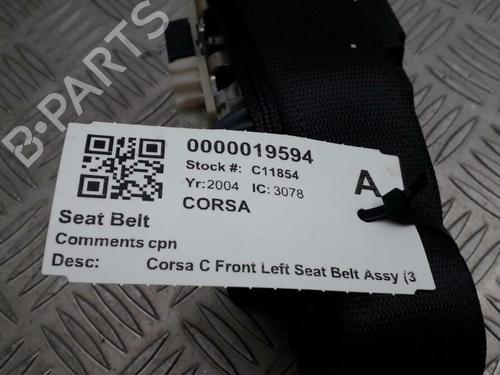 B-PARTS
0000019594
Stock #: C11854
Yr:2004 IC: 3078
A
CORSA
Seat Belt
Comments cpn
Desc: Corsa C Front Left Seat Belt Assy (3